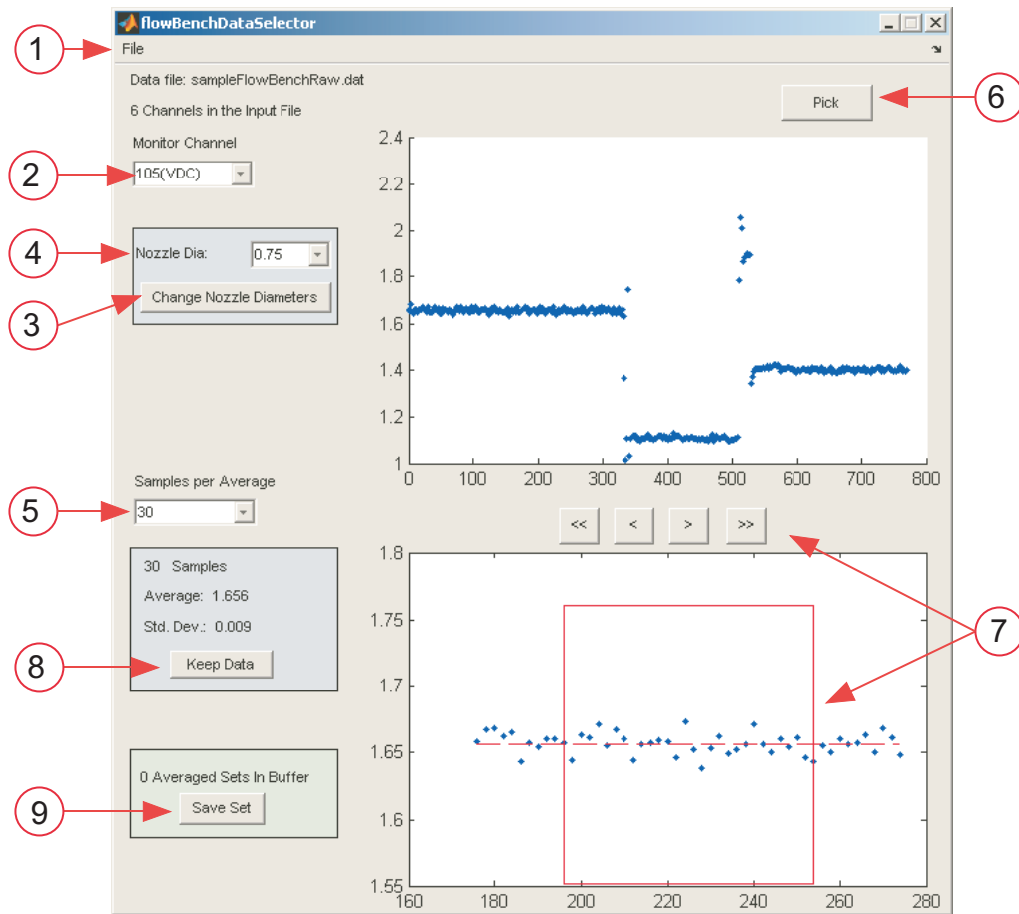 flowBenchDataSelector
1
File
Data file: sampleFlowBenchRaw.dat
6 Channels in the Input File
Pick
6
Monitor Channel
2
105(VDC)
4
Nozzle Dia:
0.75
3
Change Nozzle Diameters
2.4
2.2
2
1.8
1.6
1.4
1.2
1
0
100
200
300
400
500
600
700
800
Samples per Average
5
30
<<
<
>
>>
7
30 Samples
Average: 1.656
Std. Dev.: 0.009
8
Keep Data
0 Averaged Sets In Buffer
9
Save Set
1.8
1.75
1.7
1.65
1.6
1.55
160
180
200
220
240
260
280